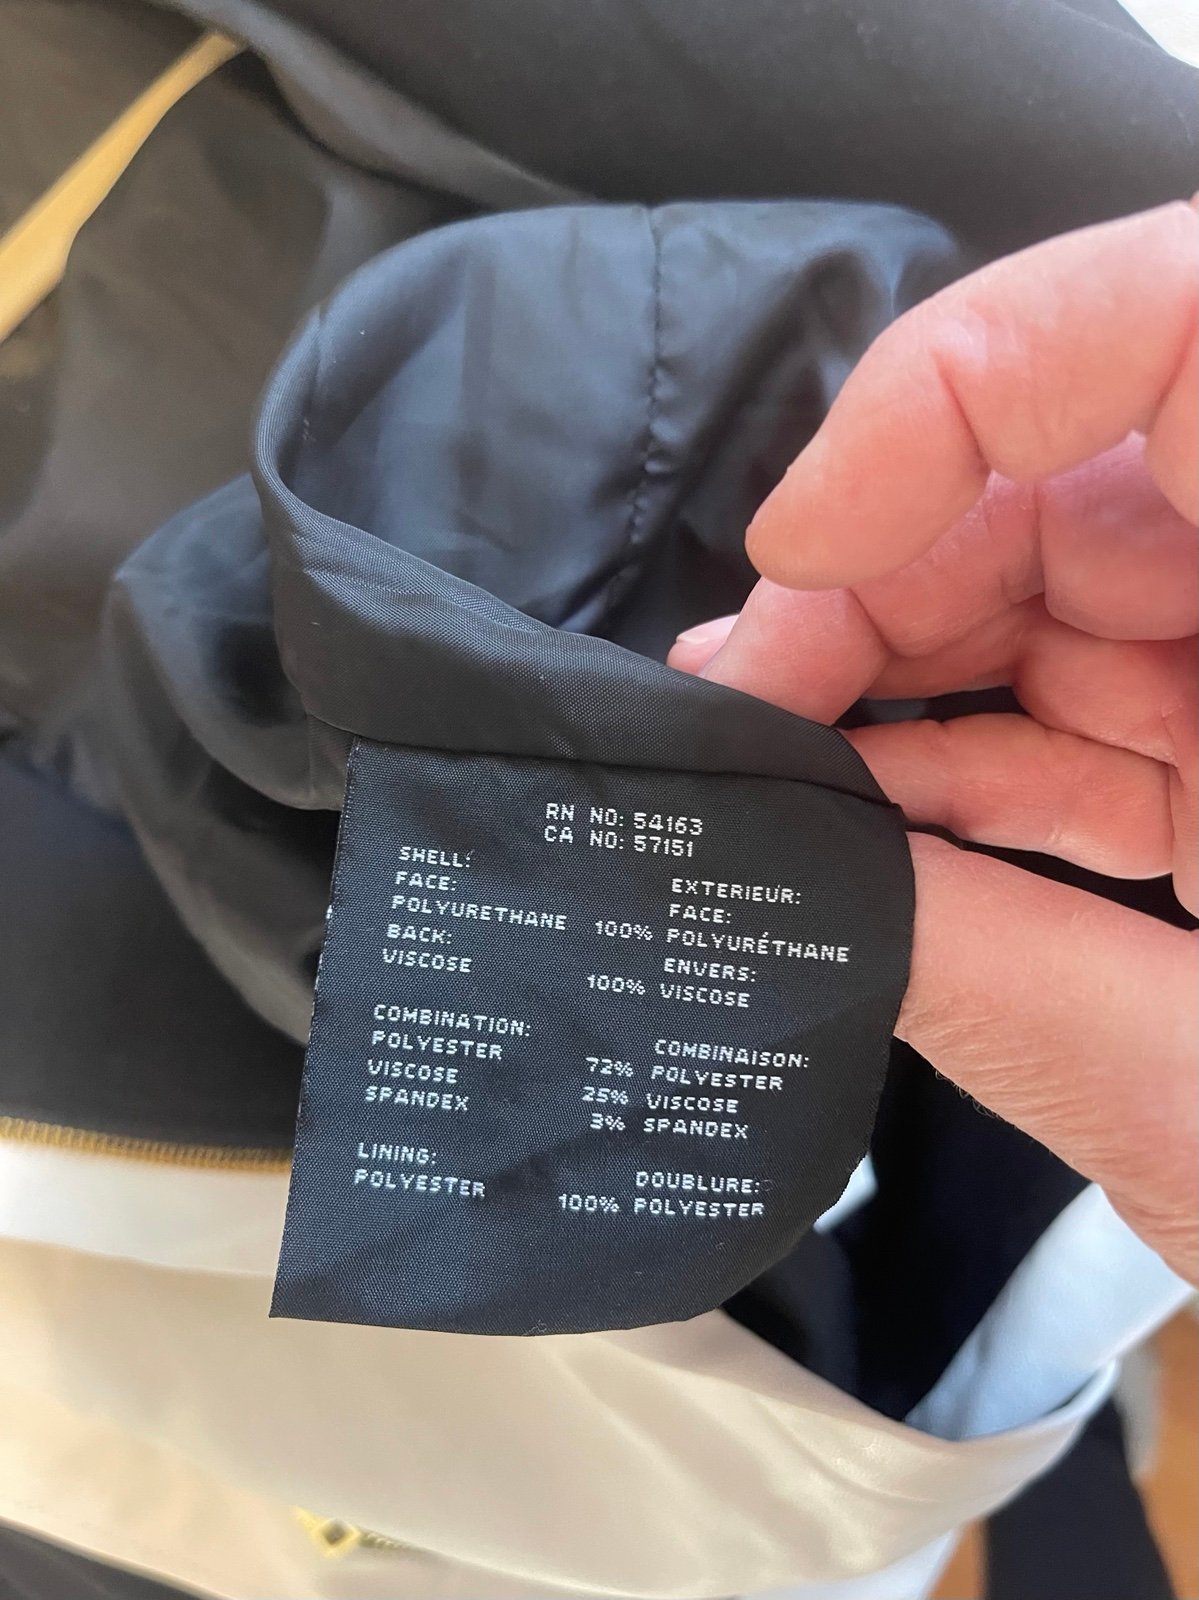 RN NO: 54163
CA NO: 57151
SHELL:
FACE:
POLYURETHANE 100%
BACK:
VISCOSE 100%
COMBINATION:
POLYESTER 72%
VISCOSE 25%
SPANDEX 3%
LINING:
POLYESTER 100%
EXTERIEUR:
FACE:
POLYURÉTHANE
ENVERS:
VISCOSE
COMBINAISON:
POLYESTER
VISCOSE
SPANDEX
DOUBLURE:
POLYESTER